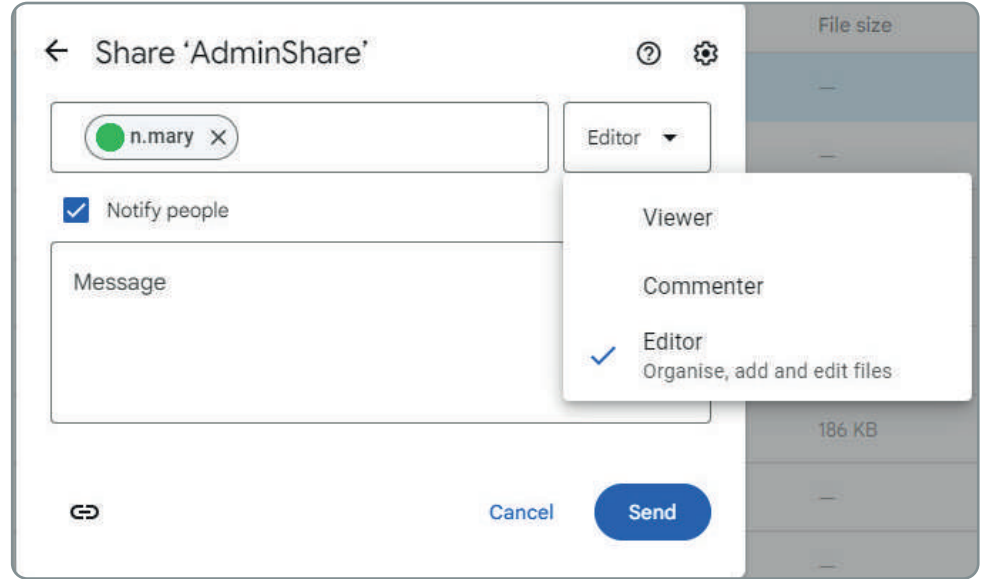 File size
Share ‘AdminShare’
n.mary
Editor
Notify people
Viewer
Message
Commenter
Editor
Organise, add and edit files
186 KB
Cancel
Send